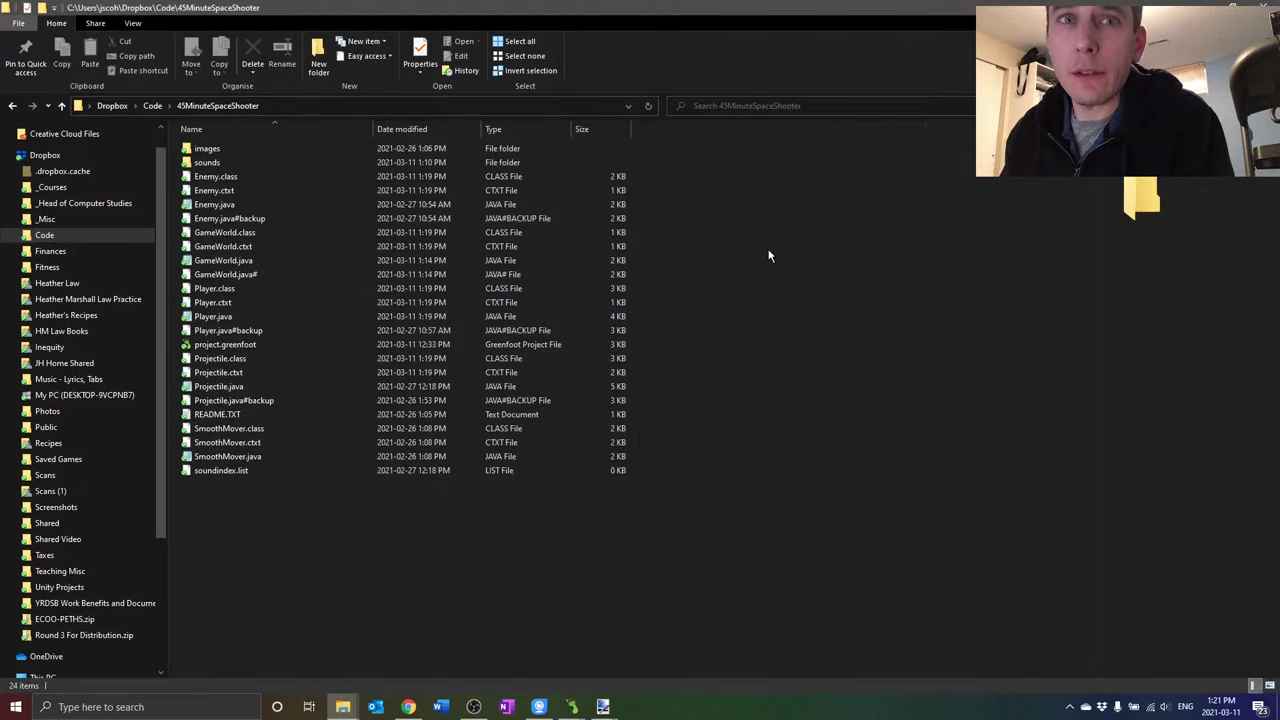 C:\Users\jscoh\Dropbox\Code\45MinuteSpaceShooter
File Home Share View
Pin to Quick access
Copy
Paste
Cut
Copy path
Paste shortcut
Clipboard
Move to
Copy to
Delete
Rename
Organise
New folder
New item
Easy access
New
Properties
Open
Edit
History
Open
Select all
Select none
Invert selection
Select
Dropbox > Code > 45MinuteSpaceShooter
Search 45MinuteSpaceShooter
Creative Cloud Files
Dropbox
.dropbox.cache
_Courses
_Head of Computer Studies
_Misc
Code
Finances
Fitness
Heather Law
Heather Marshall Law Practice
Heather's Recipes
HM Law Books
Inequity
JH Home Shared
Music - Lyrics, Tabs
My PC (DESKTOP-9VCPNB7)
Photos
Public
Recipes
Saved Games
Scans
Scans (1)
Screenshots
Shared
Shared Video
Taxes
Teaching Misc
Unity Projects
YRDSB Work Benefits and Docume
ECOO-PETHS.zip
Round 3 For Distribution.zip
OneDrive
Name Date modified Type Size
images 2021-02-26 1:06 PM File folder
sounds 2021-03-11 1:10 PM File folder
Enemy.class 2021-03-11 1:19 PM CLASS File 2 KB
Enemy.ctxt 2021-03-11 1:19 PM CTXT File 1 KB
Enemy.java 2021-02-27 10:54 AM JAVA File 2 KB
Enemy.java#backup 2021-02-27 10:54 AM JAVA#BACKUP File 2 KB
GameWorld.class 2021-03-11 1:19 PM CLASS File 1 KB
GameWorld.ctxt 2021-03-11 1:19 PM CTXT File 1 KB
GameWorld.java 2021-03-11 1:14 PM JAVA File 2 KB
GameWorld.java# 2021-03-11 1:14 PM JAVA# File 2 KB
Player.class 2021-03-11 1:19 PM CLASS File 3 KB
Player.ctxt 2021-03-11 1:19 PM CTXT File 1 KB
Player.java 2021-03-11 1:19 PM JAVA File 4 KB
Player.java#backup 2021-02-27 10:57 AM JAVA#BACKUP File 3 KB
project.greenfoot 2021-03-11 12:33 PM Greenfoot Project File 3 KB
Projectile.class 2021-03-11 1:19 PM CLASS File 3 KB
Projectile.ctxt 2021-03-11 1:19 PM CTXT File 2 KB
Projectile.java 2021-02-27 12:18 PM JAVA File 5 KB
Projectile.java#backup 2021-02-26 1:53 PM JAVA#BACKUP File 3 KB
README.TXT 2021-02-26 1:05 PM Text Document 1 KB
SmoothMover.class 2021-02-26 1:08 PM CLASS File 2 KB
SmoothMover.ctxt 2021-02-26 1:08 PM CTXT File 2 KB
SmoothMover.java 2021-02-26 1:08 PM JAVA File 2 KB
soundindex.list 2021-02-27 12:18 PM LIST File 0 KB
24 items
Type here to search
ENG
1:21 PM
2021-03-11
23